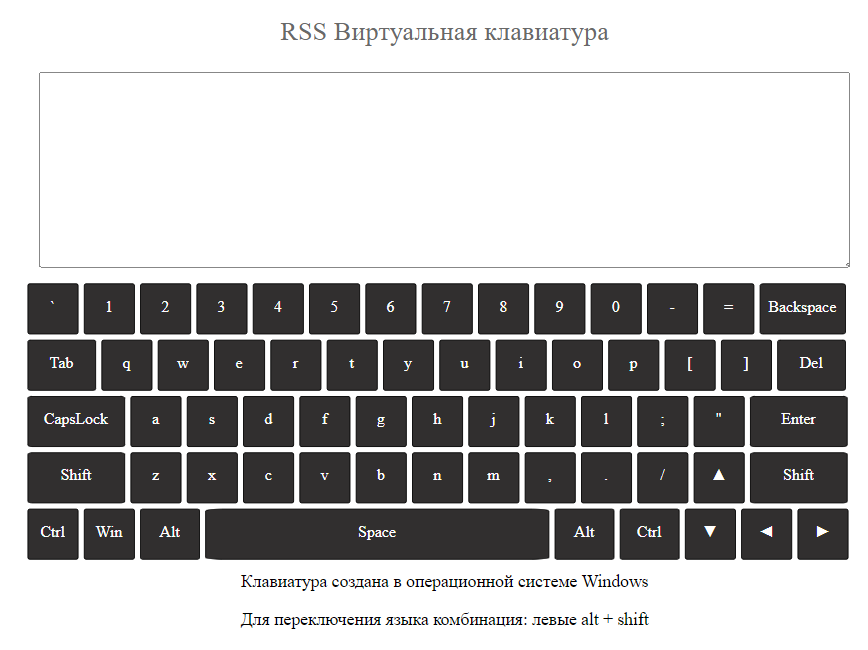 RSS Виртуальная клавиатура
` 1 2 3 4 5 6 7 8 9 0 - = Backspace
Tab q w e r t y u i o p [ ] Del
CapsLock a s d f g h j k l ; " Enter
Shift z x c v b n m , . / ▲ Shift
Ctrl Win Alt Space Alt Ctrl ▼ ◄ ►
Клавиатура создана в операционной системе Windows
Для переключения языка комбинация: левые alt + shift